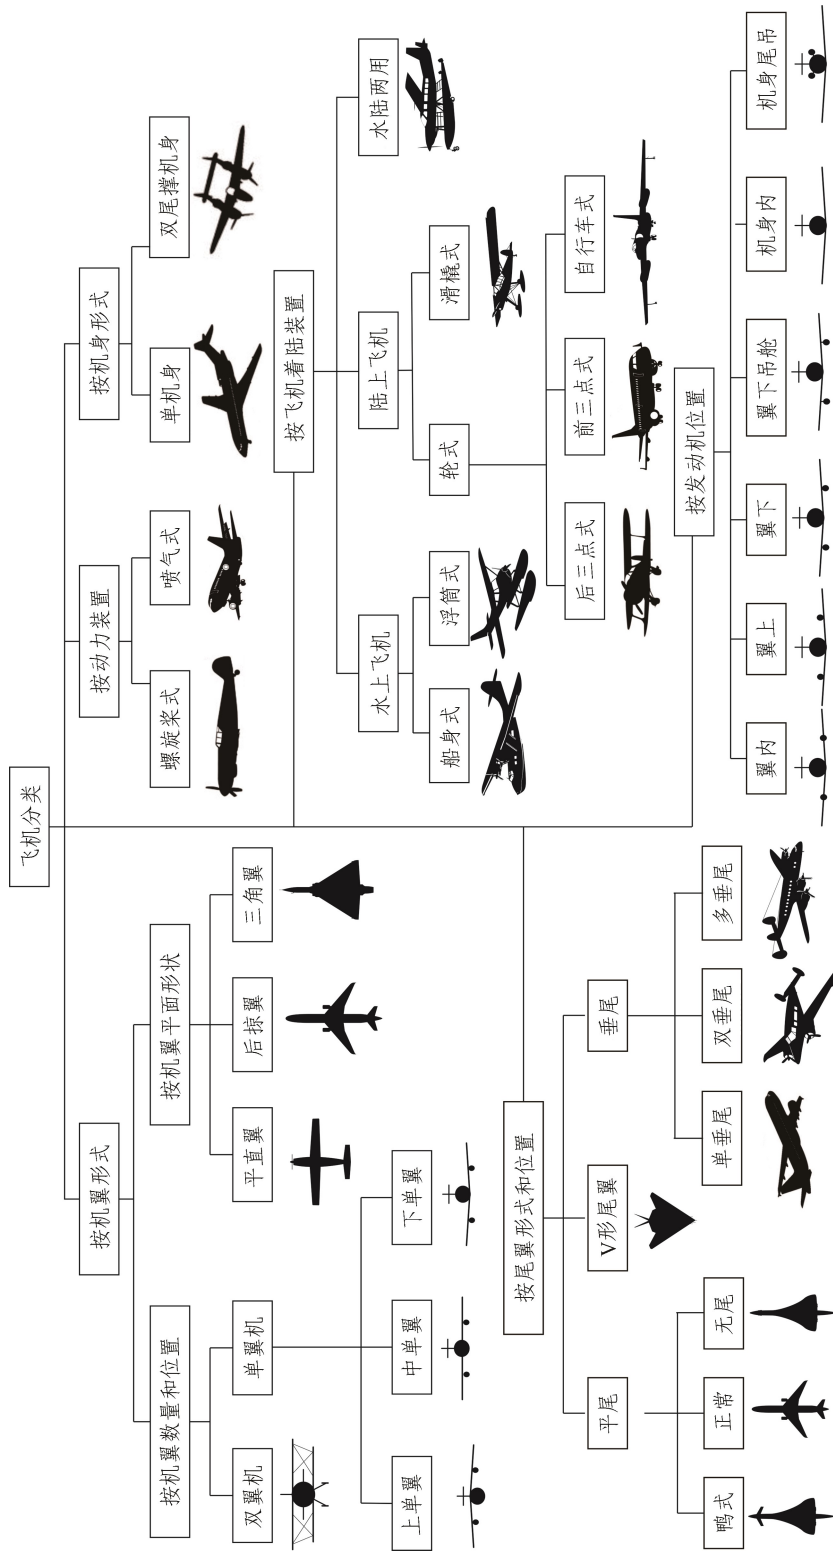 飞机分类
按机翼形式
按动力装置
按机身形式
按机翼数量和位置
按机翼平面形状
螺旋桨式
喷气式
单机身
双尾撑机身
双翼机
单翼机
平直翼
后掠翼
三角翼
按飞机着陆装置
上单翼
中单翼
下单翼
水上飞机
陆上飞机
水陆两用
船身式
浮筒式
轮式
滑橇式
按尾翼形式和位置
后三点式
前三点式
自行车式
平尾
V形尾翼
垂尾
按发动机位置
鸭式
正常
无尾
单垂尾
双垂尾
多垂尾
翼内
翼上
翼下
翼下吊舱
机身内
机身尾吊